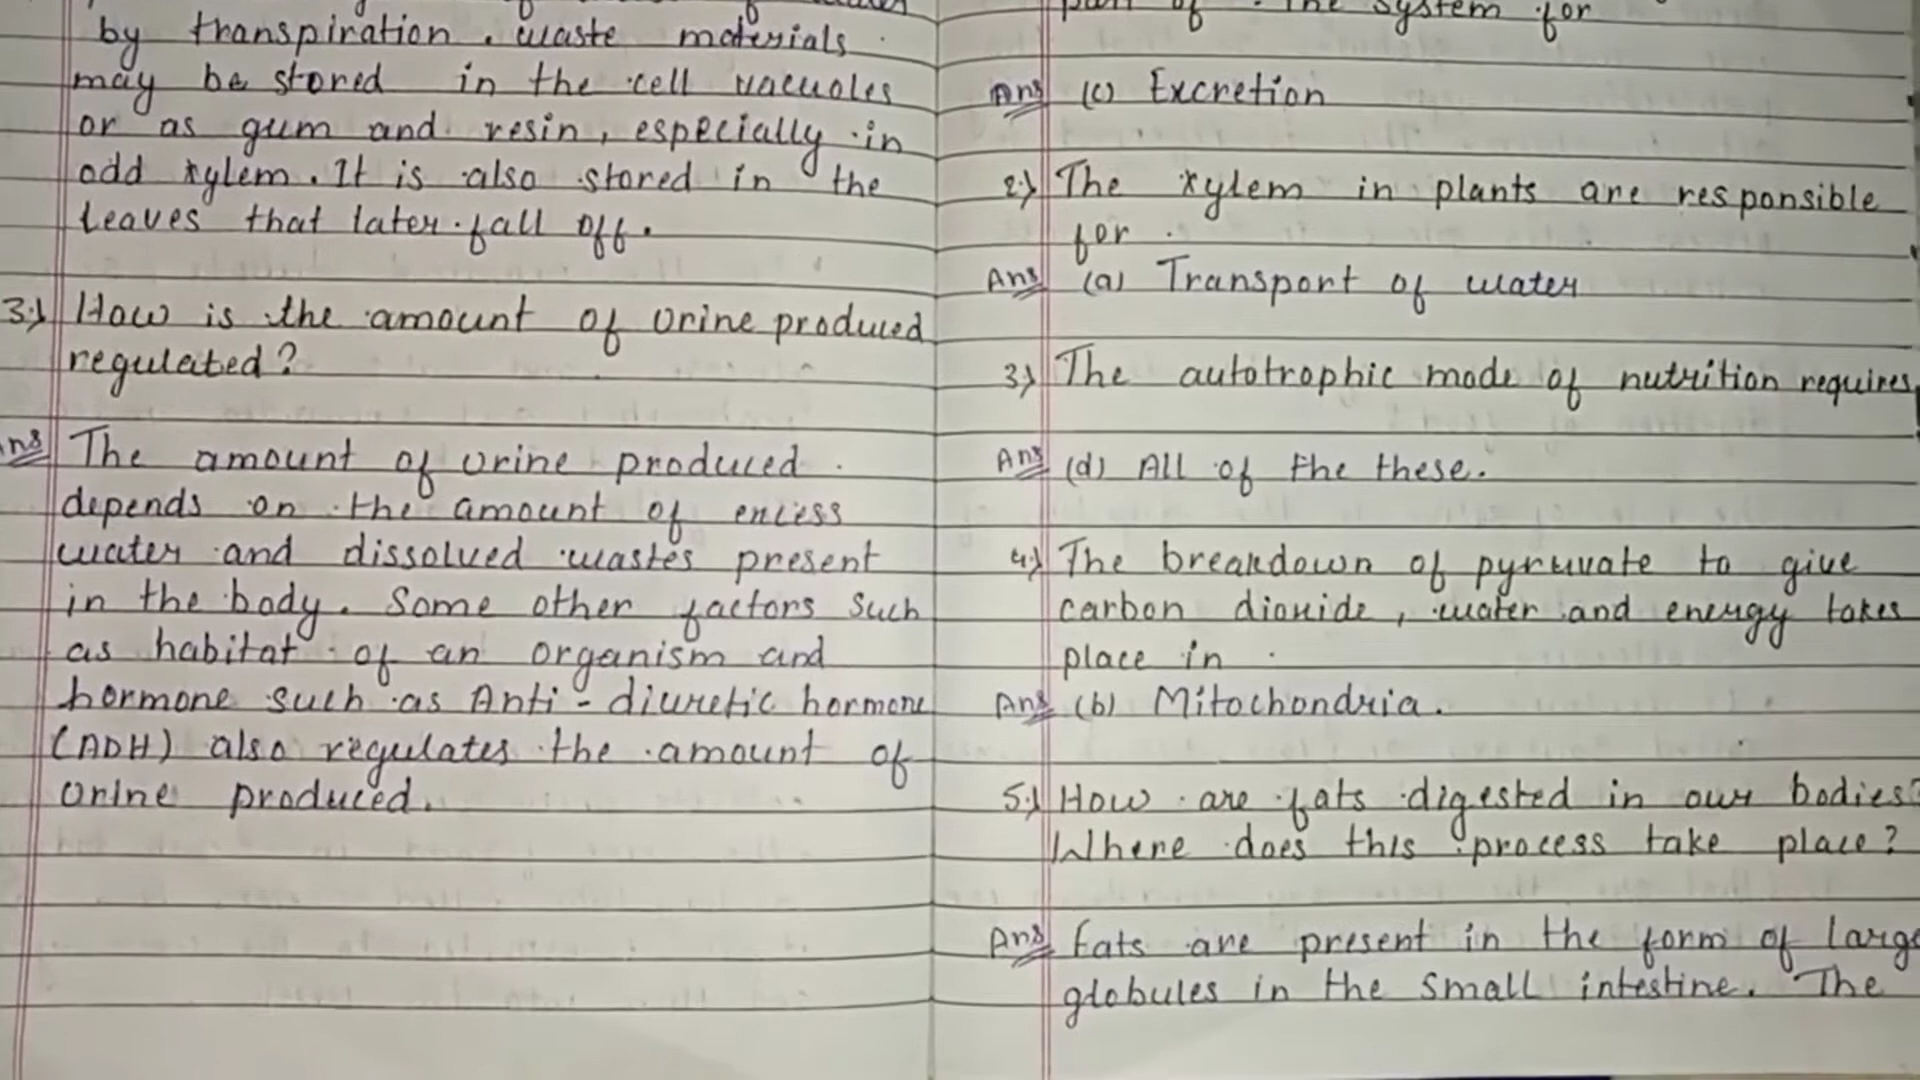 by transpiration. waste materials
may be stored in the cell vacuoles
or as gum and resin, especially in
odd xylem. It is also stored in the
leaves that later fall off.
3.) How is the amount of urine produced
regulated?
Ans The amount of urine produced
depends on the amount of excess
water and dissolved wastes present
in the body. Some other factors such
as habitat of an organism and
hormone such as Anti-diuretic hormone
(ADH) also regulates the amount of
urine produced.
part of . The system for
Ans (c) Excretion
2.) The xylem in plants are responsible
for
Ans (a) Transport of water
3.) The autotrophic mode of nutrition requires
Ans (d) All of the these.
4.) The breakdown of pyruvate to give
carbon dioxide, water and energy takes
place in
Ans (b) Mitochondria.
5.) How are fats digested in our bodies?
Where does this process take place?
Ans Fats are present in the form of large
globules in the small intestine. The